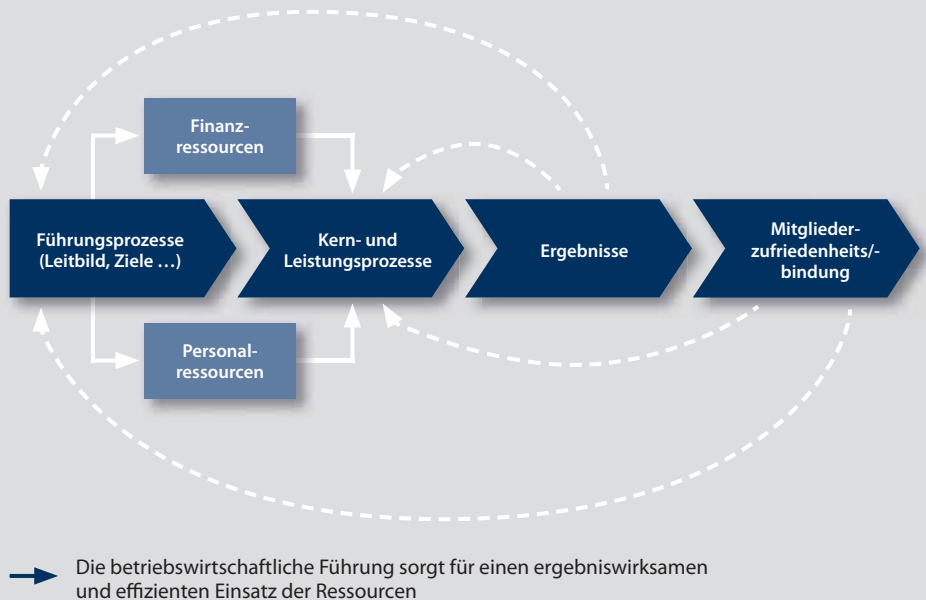 Finanz-
ressourcen
Führungsprozesse
(Leitbild, Ziele …)
Kern- und
Leistungsprozesse
Ergebnisse
Mitglieder-
zufriedenheits/-
bindung
Personal-
ressourcen
Die betriebswirtschaftliche Führung sorgt für einen ergebniswirksamen
und effizienten Einsatz der Ressourcen